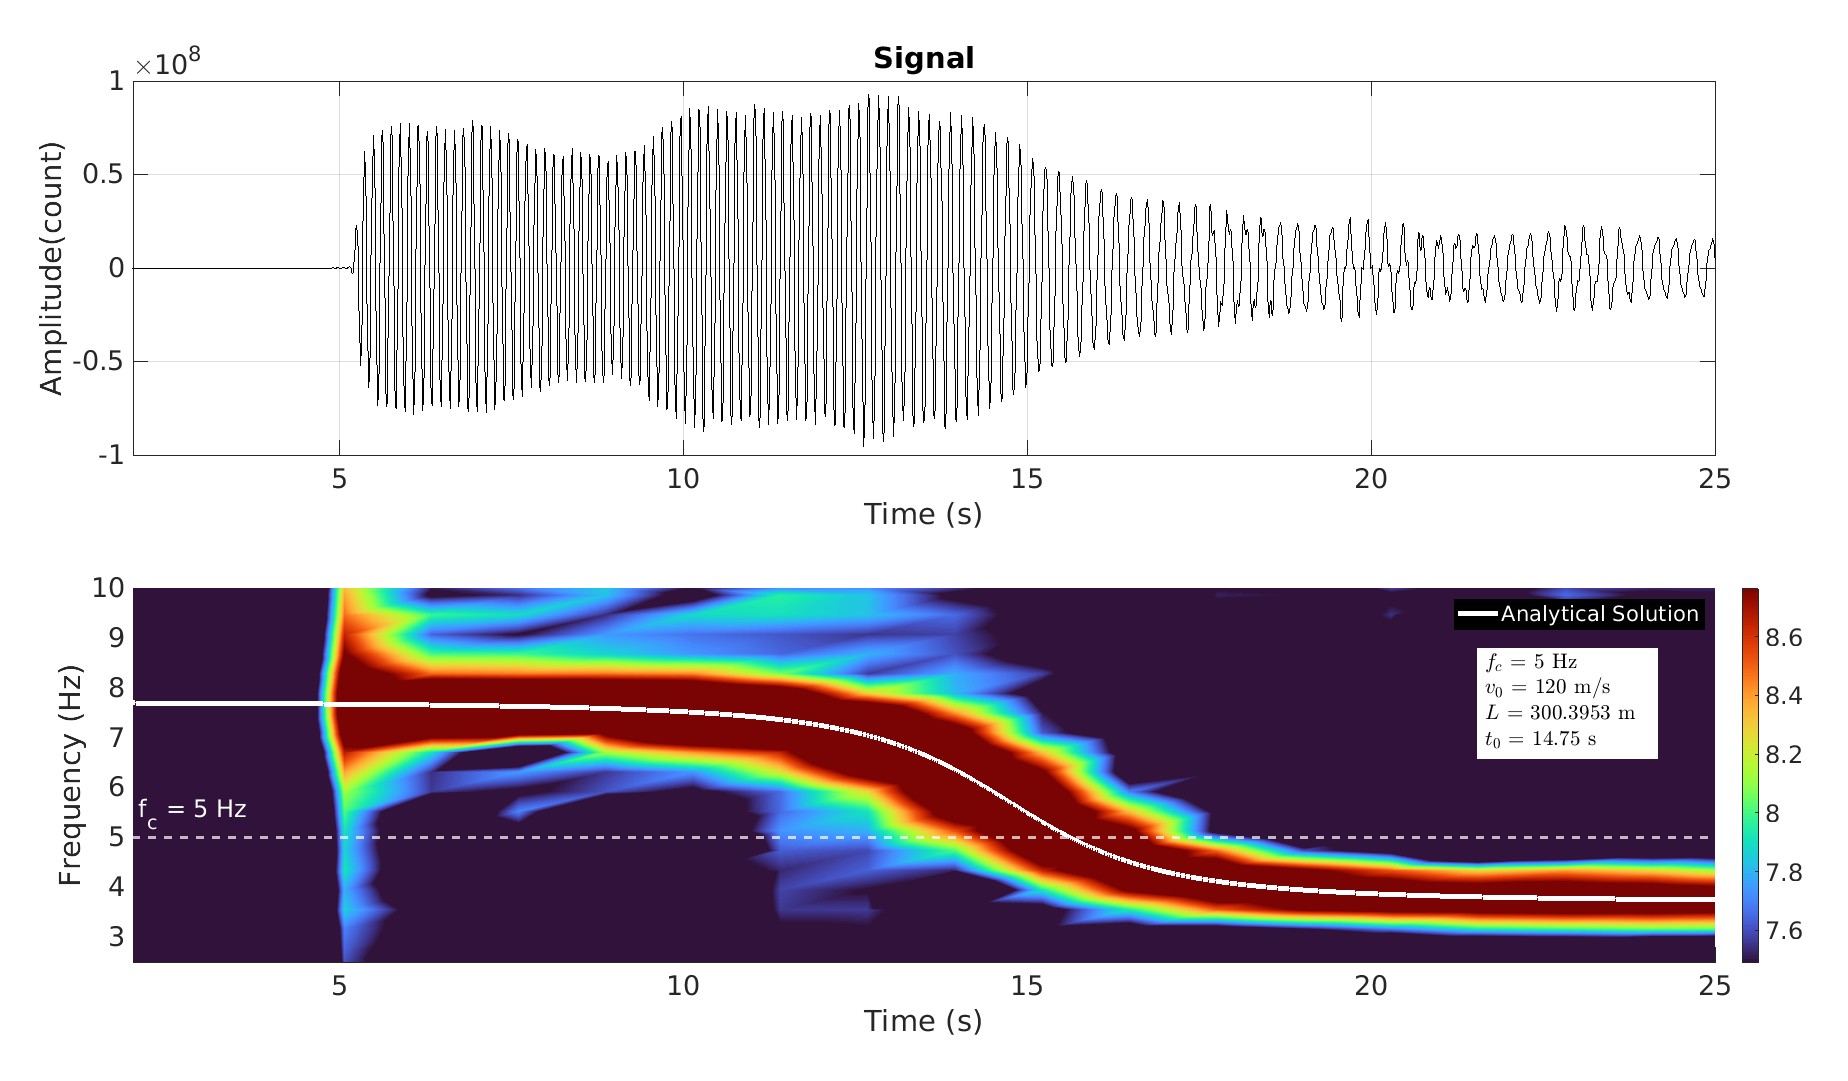 Signal
×10⁸
1
0.5
0
-0.5
-1
Amplitude(count)
5 10 15 20 25
Time (s)
10
9
8
7
6
5
4
3
Frequency (Hz)
f_c = 5 Hz
Analytical Solution
f_c = 5 Hz
v_0 = 120 m/s
L = 300.3953 m
t_0 = 14.75 s
8.6
8.4
8.2
8
7.8
7.6
5 10 15 20 25
Time (s)